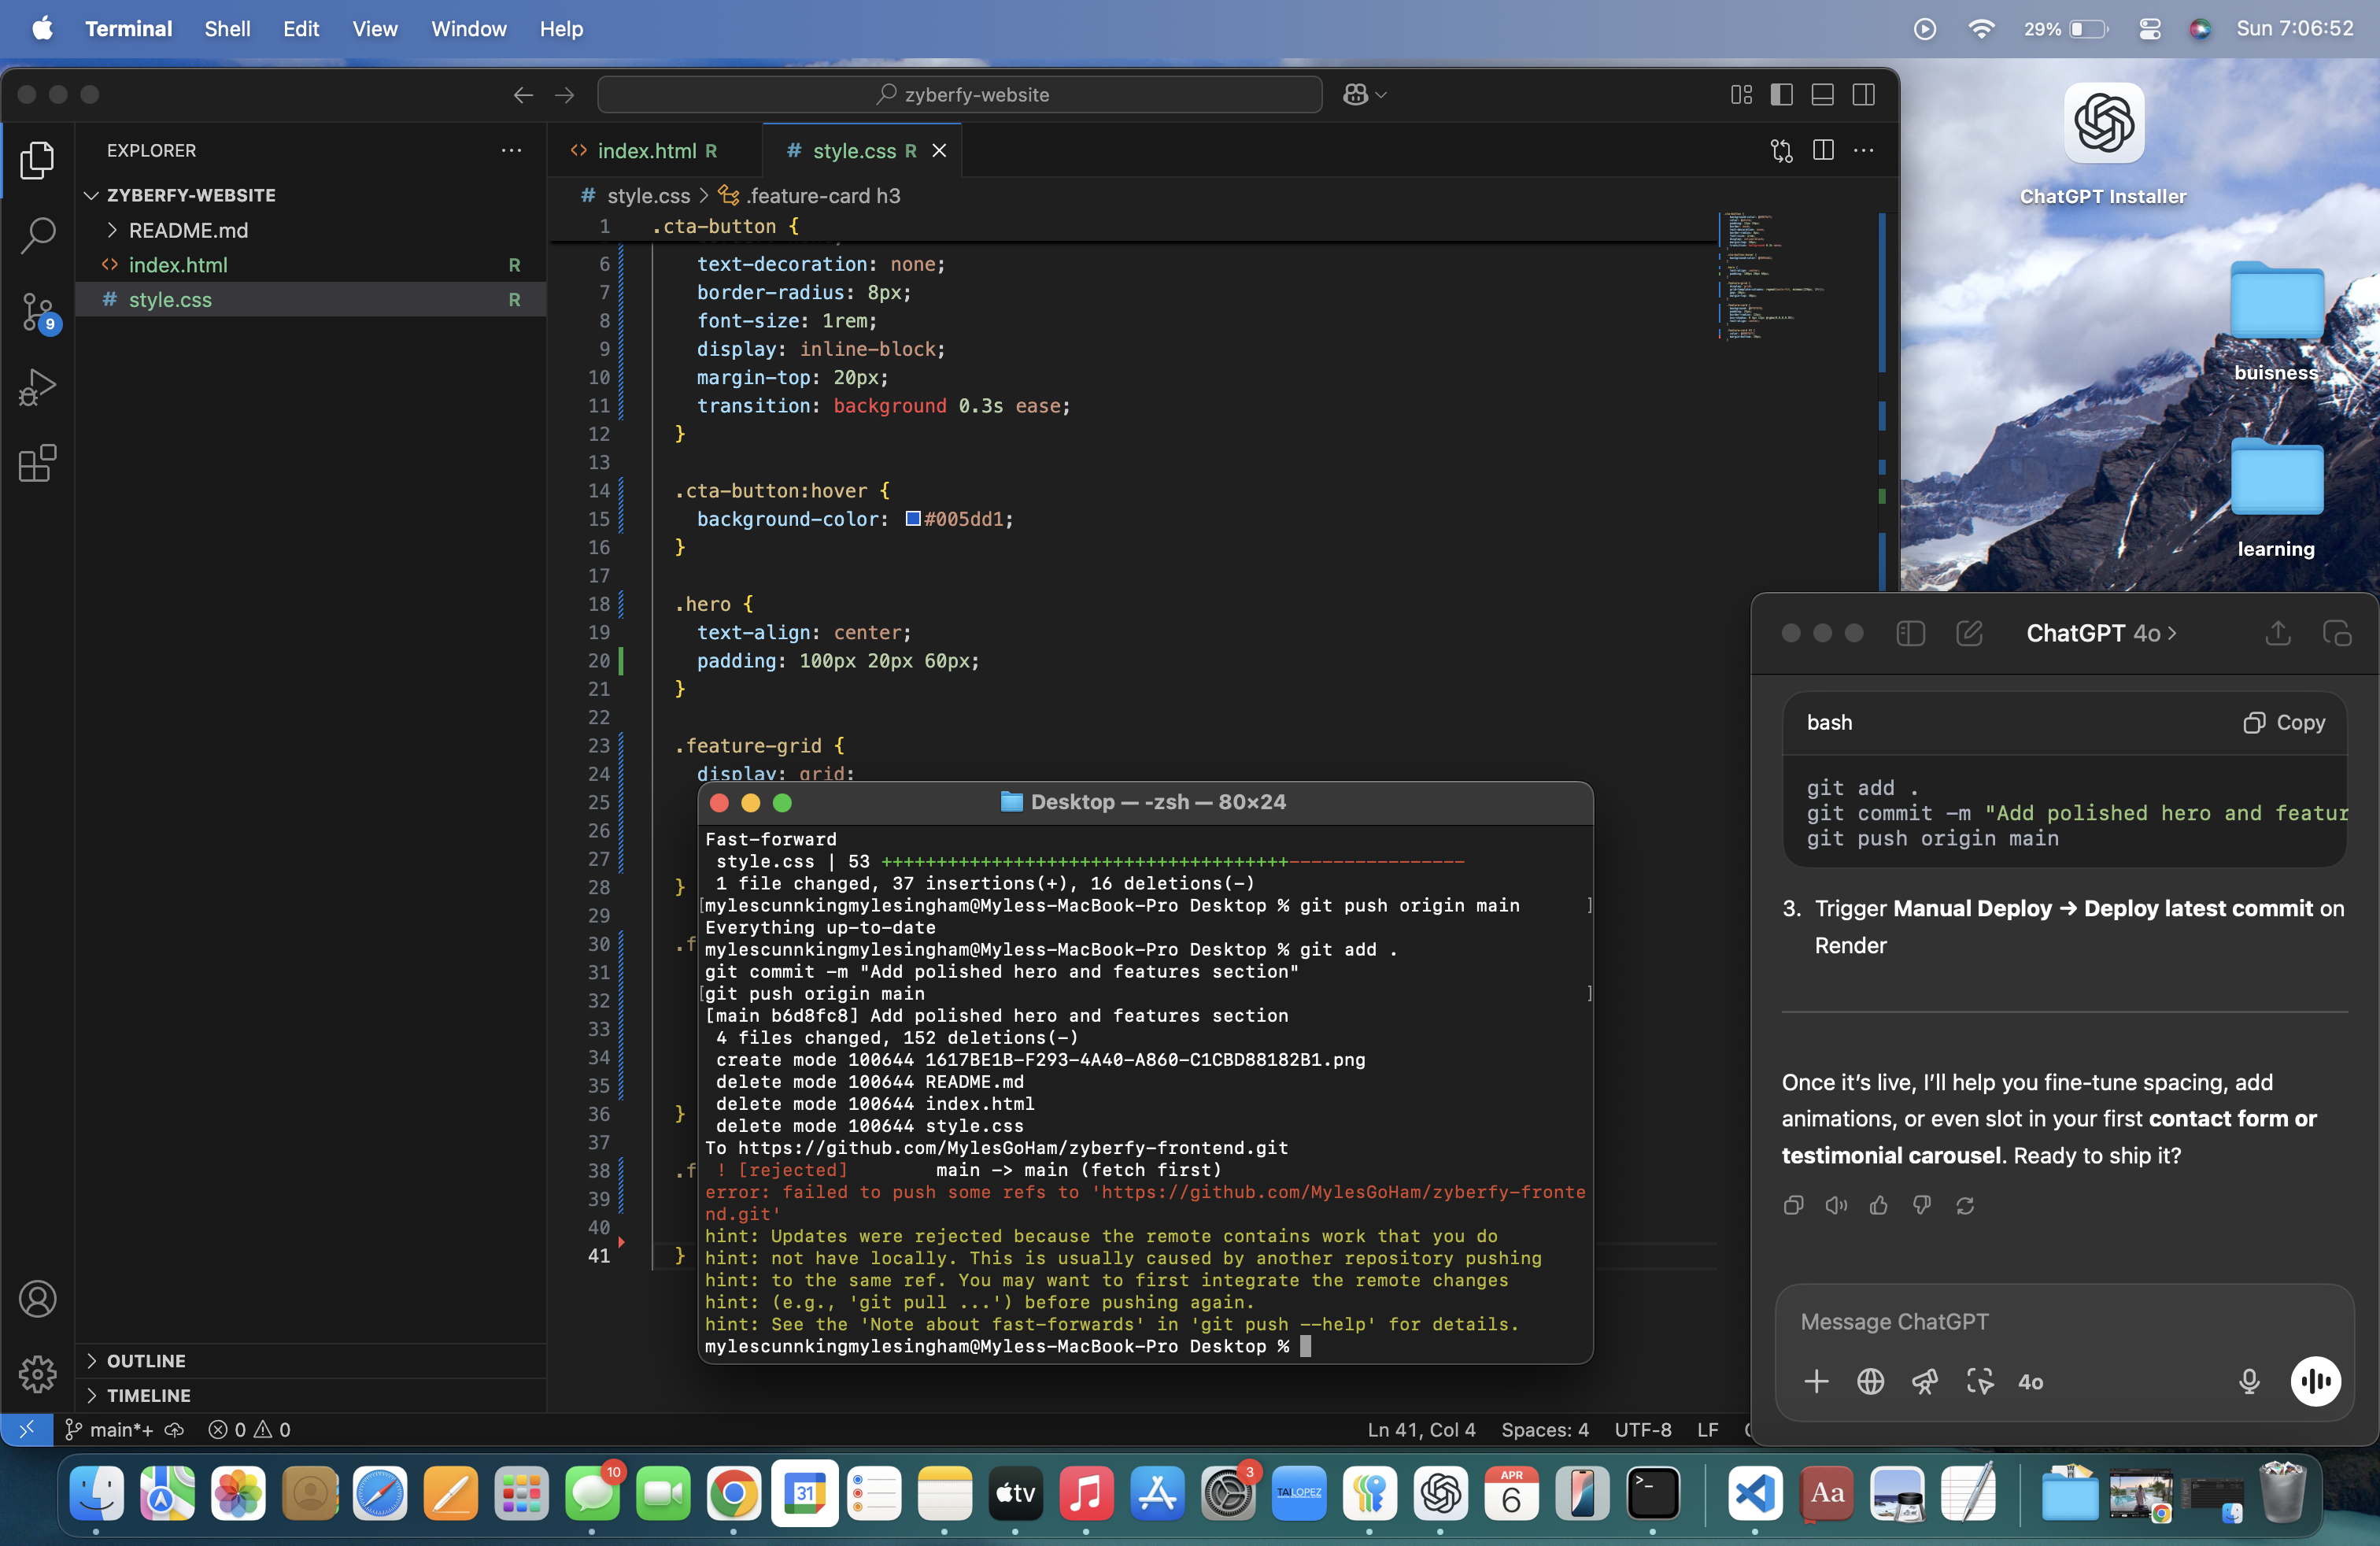 Terminal Shell Edit View Window Help
29% Sun 7:06:52
zyberfy-website
EXPLORER
ZYBERFY-WEBSITE
README.md
index.html R
style.css R
9
index.html R
style.css R
style.css > .feature-card h3
1 .cta-button {
6 text-decoration: none;
7 border-radius: 8px;
8 font-size: 1rem;
9 display: inline-block;
10 margin-top: 20px;
11 transition: background 0.3s ease;
12 }
13
14 .cta-button:hover {
15 background-color: #005dd1;
16 }
17
18 .hero {
19 text-align: center;
20 padding: 100px 20px 60px;
21 }
22
23 .feature-grid {
24 display: grid;
25
26
27
28 }
29
30 .f
31
32
33
34
35
36 }
37
38 .f
39
40
41 }
Desktop — -zsh — 80×24
Fast-forward
style.css | 53 +++++++++++++++++++++++++++++++++++++----------------
1 file changed, 37 insertions(+), 16 deletions(-)
[mylescunnkingmylesingham@Myless-MacBook-Pro Desktop % git push origin main ]
Everything up-to-date
mylescunnkingmylesingham@Myless-MacBook-Pro Desktop % git add .
git commit -m "Add polished hero and features section"
[git push origin main ]
[main b6d8fc8] Add polished hero and features section
4 files changed, 152 deletions(-)
create mode 100644 1617BE1B-F293-4A40-A860-C1CBD88182B1.png
delete mode 100644 README.md
delete mode 100644 index.html
delete mode 100644 style.css
To https://github.com/MylesGoHam/zyberfy-frontend.git
! [rejected] main -> main (fetch first)
error: failed to push some refs to 'https://github.com/MylesGoHam/zyberfy-fronte
nd.git'
hint: Updates were rejected because the remote contains work that you do
hint: not have locally. This is usually caused by another repository pushing
hint: to the same ref. You may want to first integrate the remote changes
hint: (e.g., 'git pull ...') before pushing again.
hint: See the 'Note about fast-forwards' in 'git push --help' for details.
mylescunnkingmylesingham@Myless-MacBook-Pro Desktop %
OUTLINE
TIMELINE
main*+ 0 0
Ln 41, Col 4 Spaces: 4 UTF-8 LF
ChatGPT Installer
buisness
learning
ChatGPT 4o >
bash Copy
git add .
git commit -m "Add polished hero and featur
git push origin main
3. Trigger Manual Deploy → Deploy latest commit on
Render
Once it's live, I'll help you fine-tune spacing, add
animations, or even slot in your first contact form or
testimonial carousel. Ready to ship it?
Message ChatGPT
4o
10
31
tv
3
TAI LOPEZ
APR
6
>_
Aa